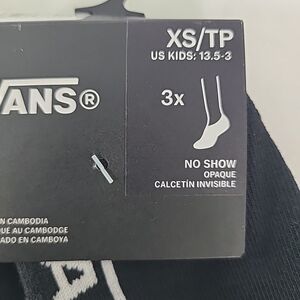 XS/TP
US KIDS: 13.5-3
VANS®
3x
NO SHOW
OPAQUE
CALCETÍN INVISIBLE
N CAMBODIA
QUÉ AU CAMBODGE
ADO EN CAMBOYA